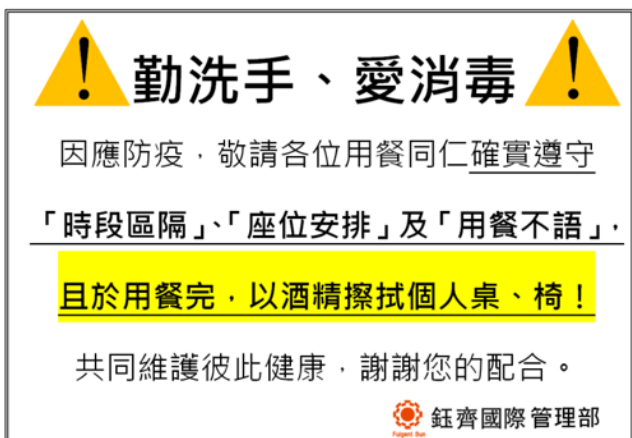 勤洗手、愛消毒
因應防疫，敬請各位用餐同仁確實遵守
「時段區隔」、「座位安排」及「用餐不語」，
且於用餐完，以酒精擦拭個人桌、椅！
共同維護彼此健康，謝謝您的配合。
Fulgent Sun 鈺齊國際 管理部